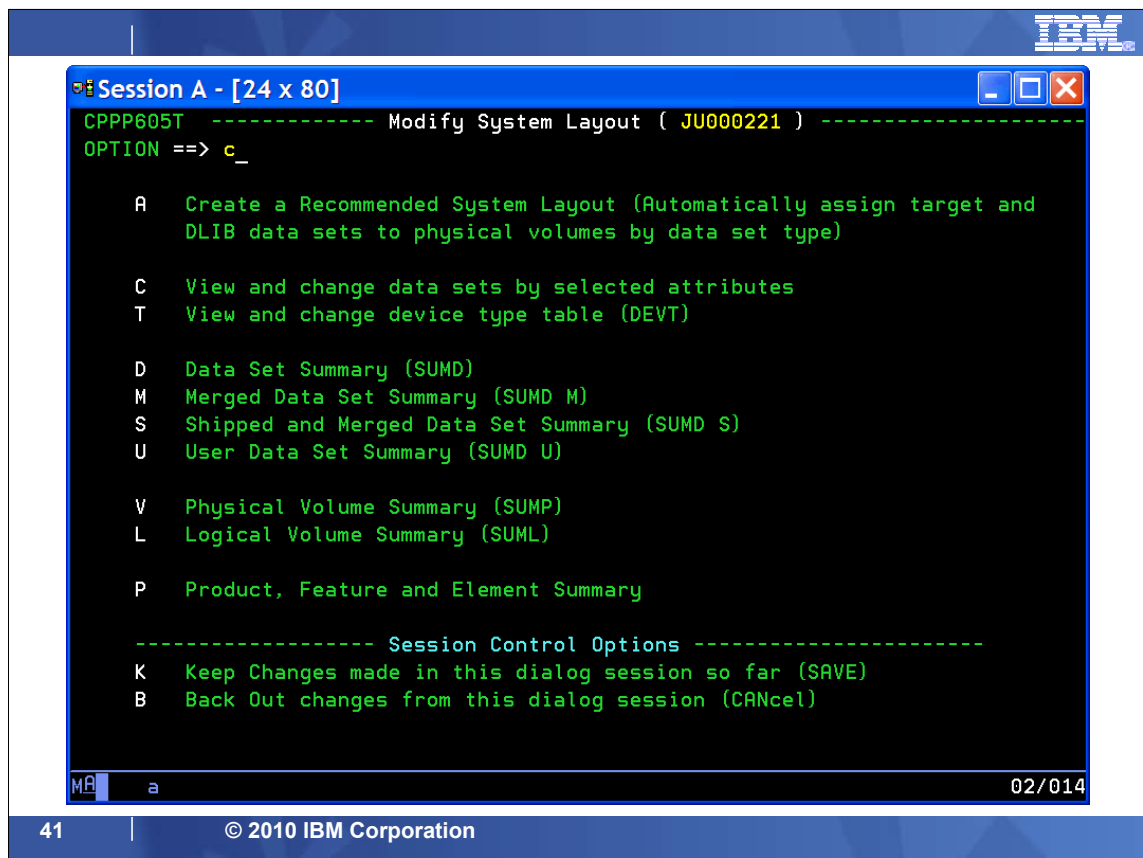 IBM
Session A - [24 x 80]
CPPP605T ------------- Modify System Layout ( JU000221 ) ----------------------
OPTION ==> c_
A Create a Recommended System Layout (Automatically assign target and
DLIB data sets to physical volumes by data set type)
C View and change data sets by selected attributes
T View and change device type table (DEVT)
D Data Set Summary (SUMD)
M Merged Data Set Summary (SUMD M)
S Shipped and Merged Data Set Summary (SUMD S)
U User Data Set Summary (SUMD U)
V Physical Volume Summary (SUMP)
L Logical Volume Summary (SUML)
P Product, Feature and Element Summary
------------------- Session Control Options ------------------------
K Keep Changes made in this dialog session so far (SAVE)
B Back Out changes from this dialog session (CANcel)
MA a 02/014
41 © 2010 IBM Corporation